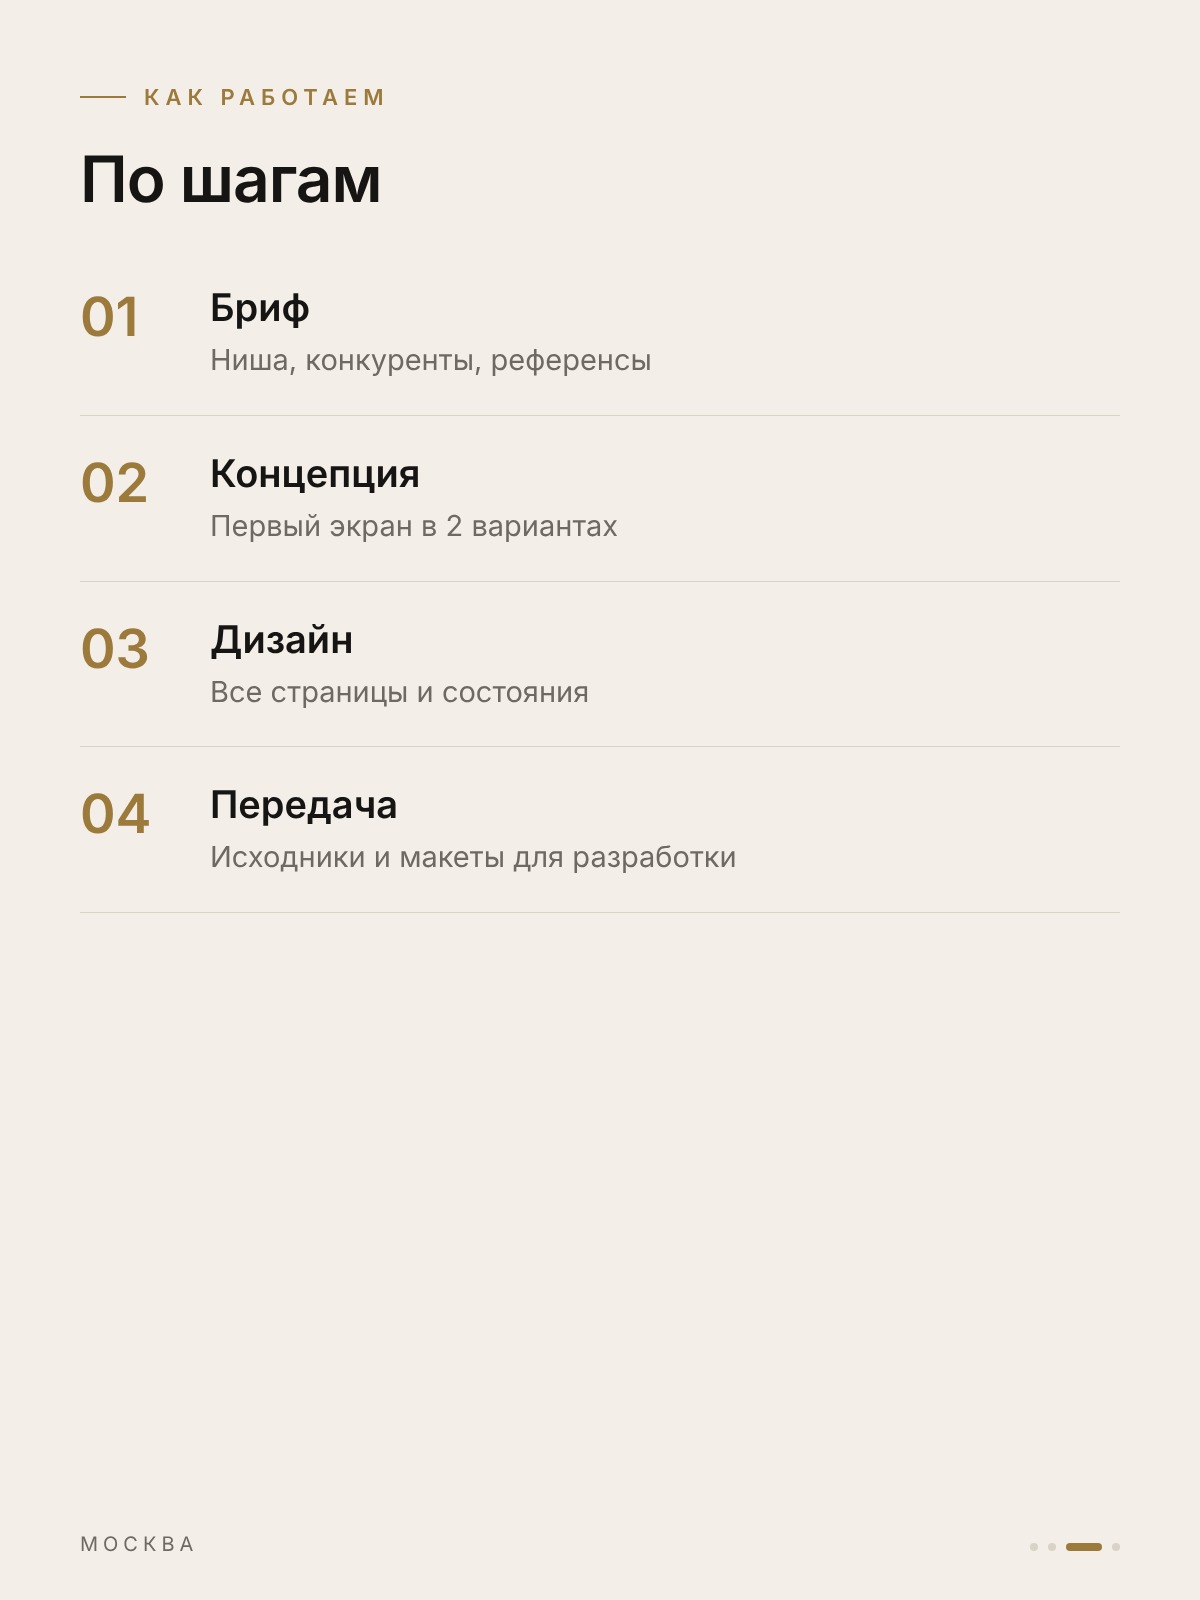 КАК РАБОТАЕМ
По шагам
01
Бриф
Ниша, конкуренты, референсы
02
Концепция
Первый экран в 2 вариантах
03
Дизайн
Все страницы и состояния
04
Передача
Исходники и макеты для разработки
МОСКВА